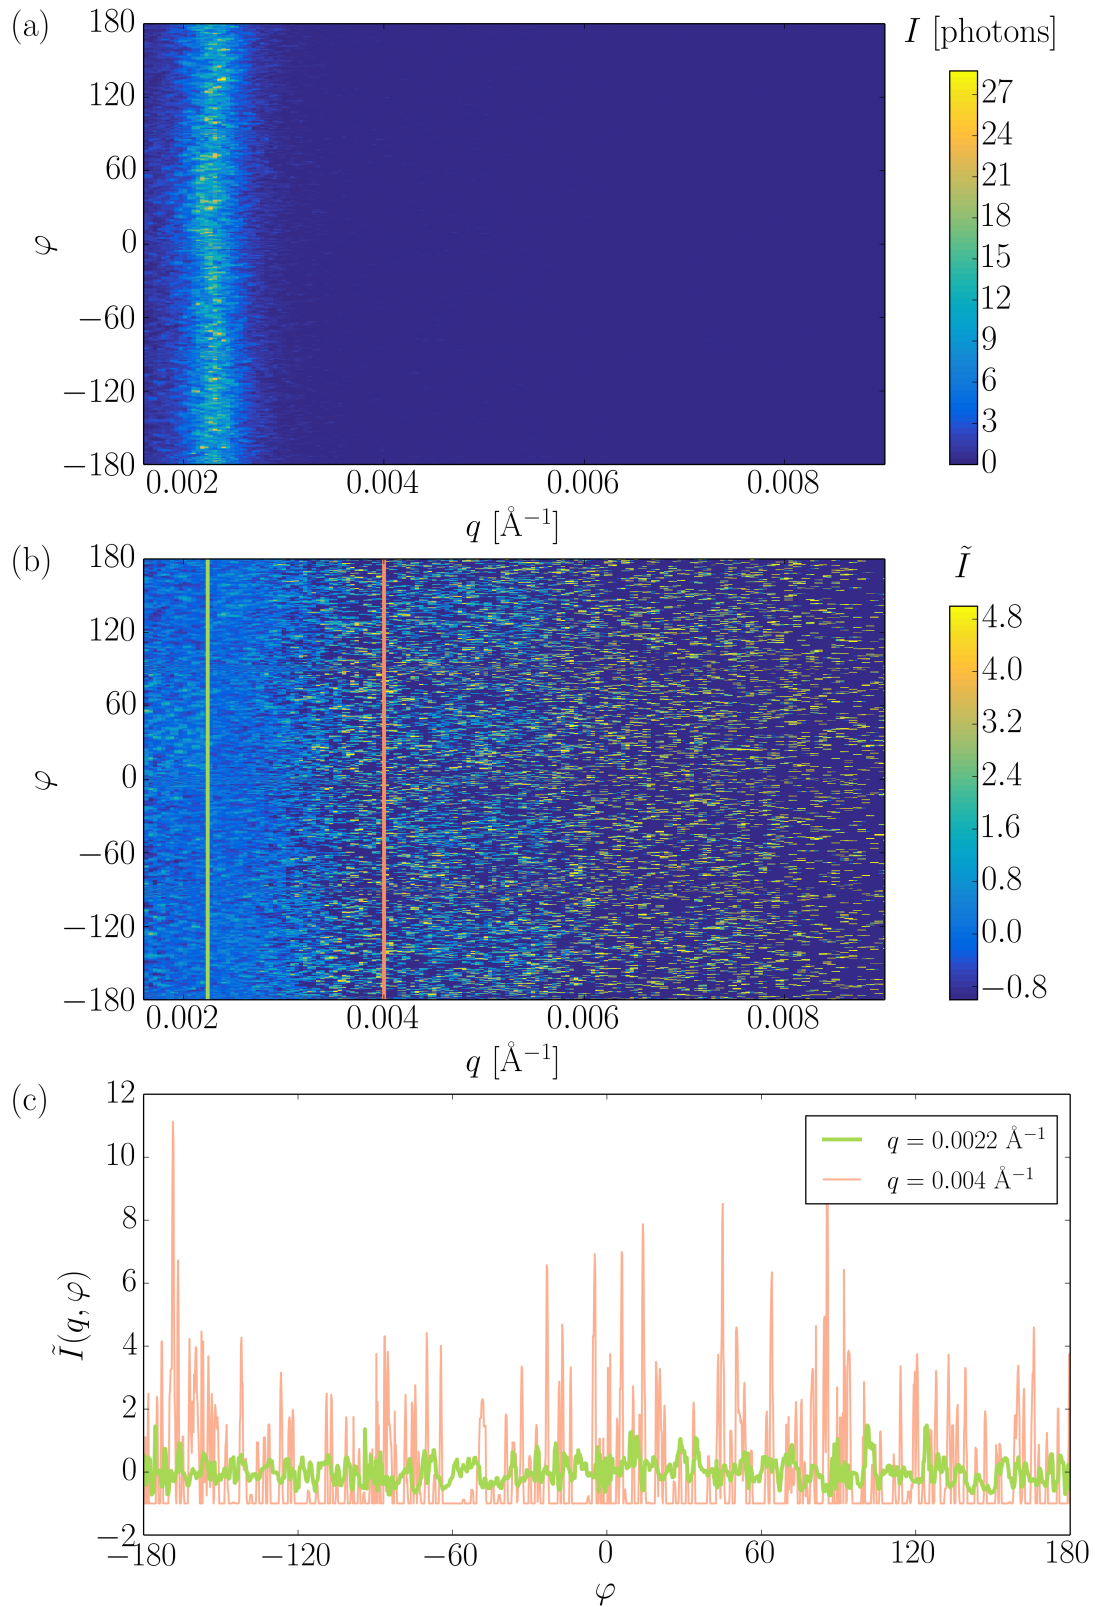 (a)
I [photons]
180
120
60
0
−60
−120
−180
φ
27
24
21
18
15
12
9
6
3
0
0.002 0.004 0.006 0.008
q [Å⁻¹]
(b)
Ĩ
180
120
60
0
−60
−120
−180
φ
4.8
4.0
3.2
2.4
1.6
0.8
0.0
−0.8
0.002 0.004 0.006 0.008
q [Å⁻¹]
(c)
12
10
8
6
4
2
0
−2
Ĩ(q, φ)
q = 0.0022 Å⁻¹
q = 0.004 Å⁻¹
−180 −120 −60 0 60 120 180
φ